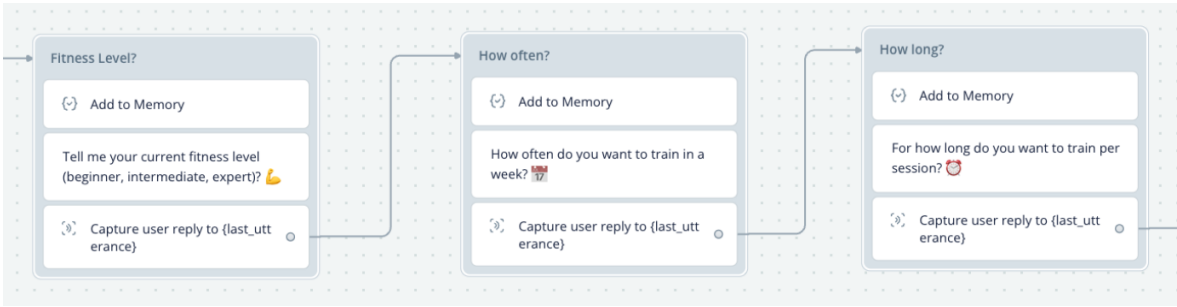 Fitness Level?
Add to Memory
Tell me your current fitness level
(beginner, intermediate, expert)? 💪
Capture user reply to {last_utt
erance}
How often?
Add to Memory
How often do you want to train in a
week? 📅
Capture user reply to {last_utt
erance}
How long?
Add to Memory
For how long do you want to train per
session? ⏰
Capture user reply to {last_utt
erance}